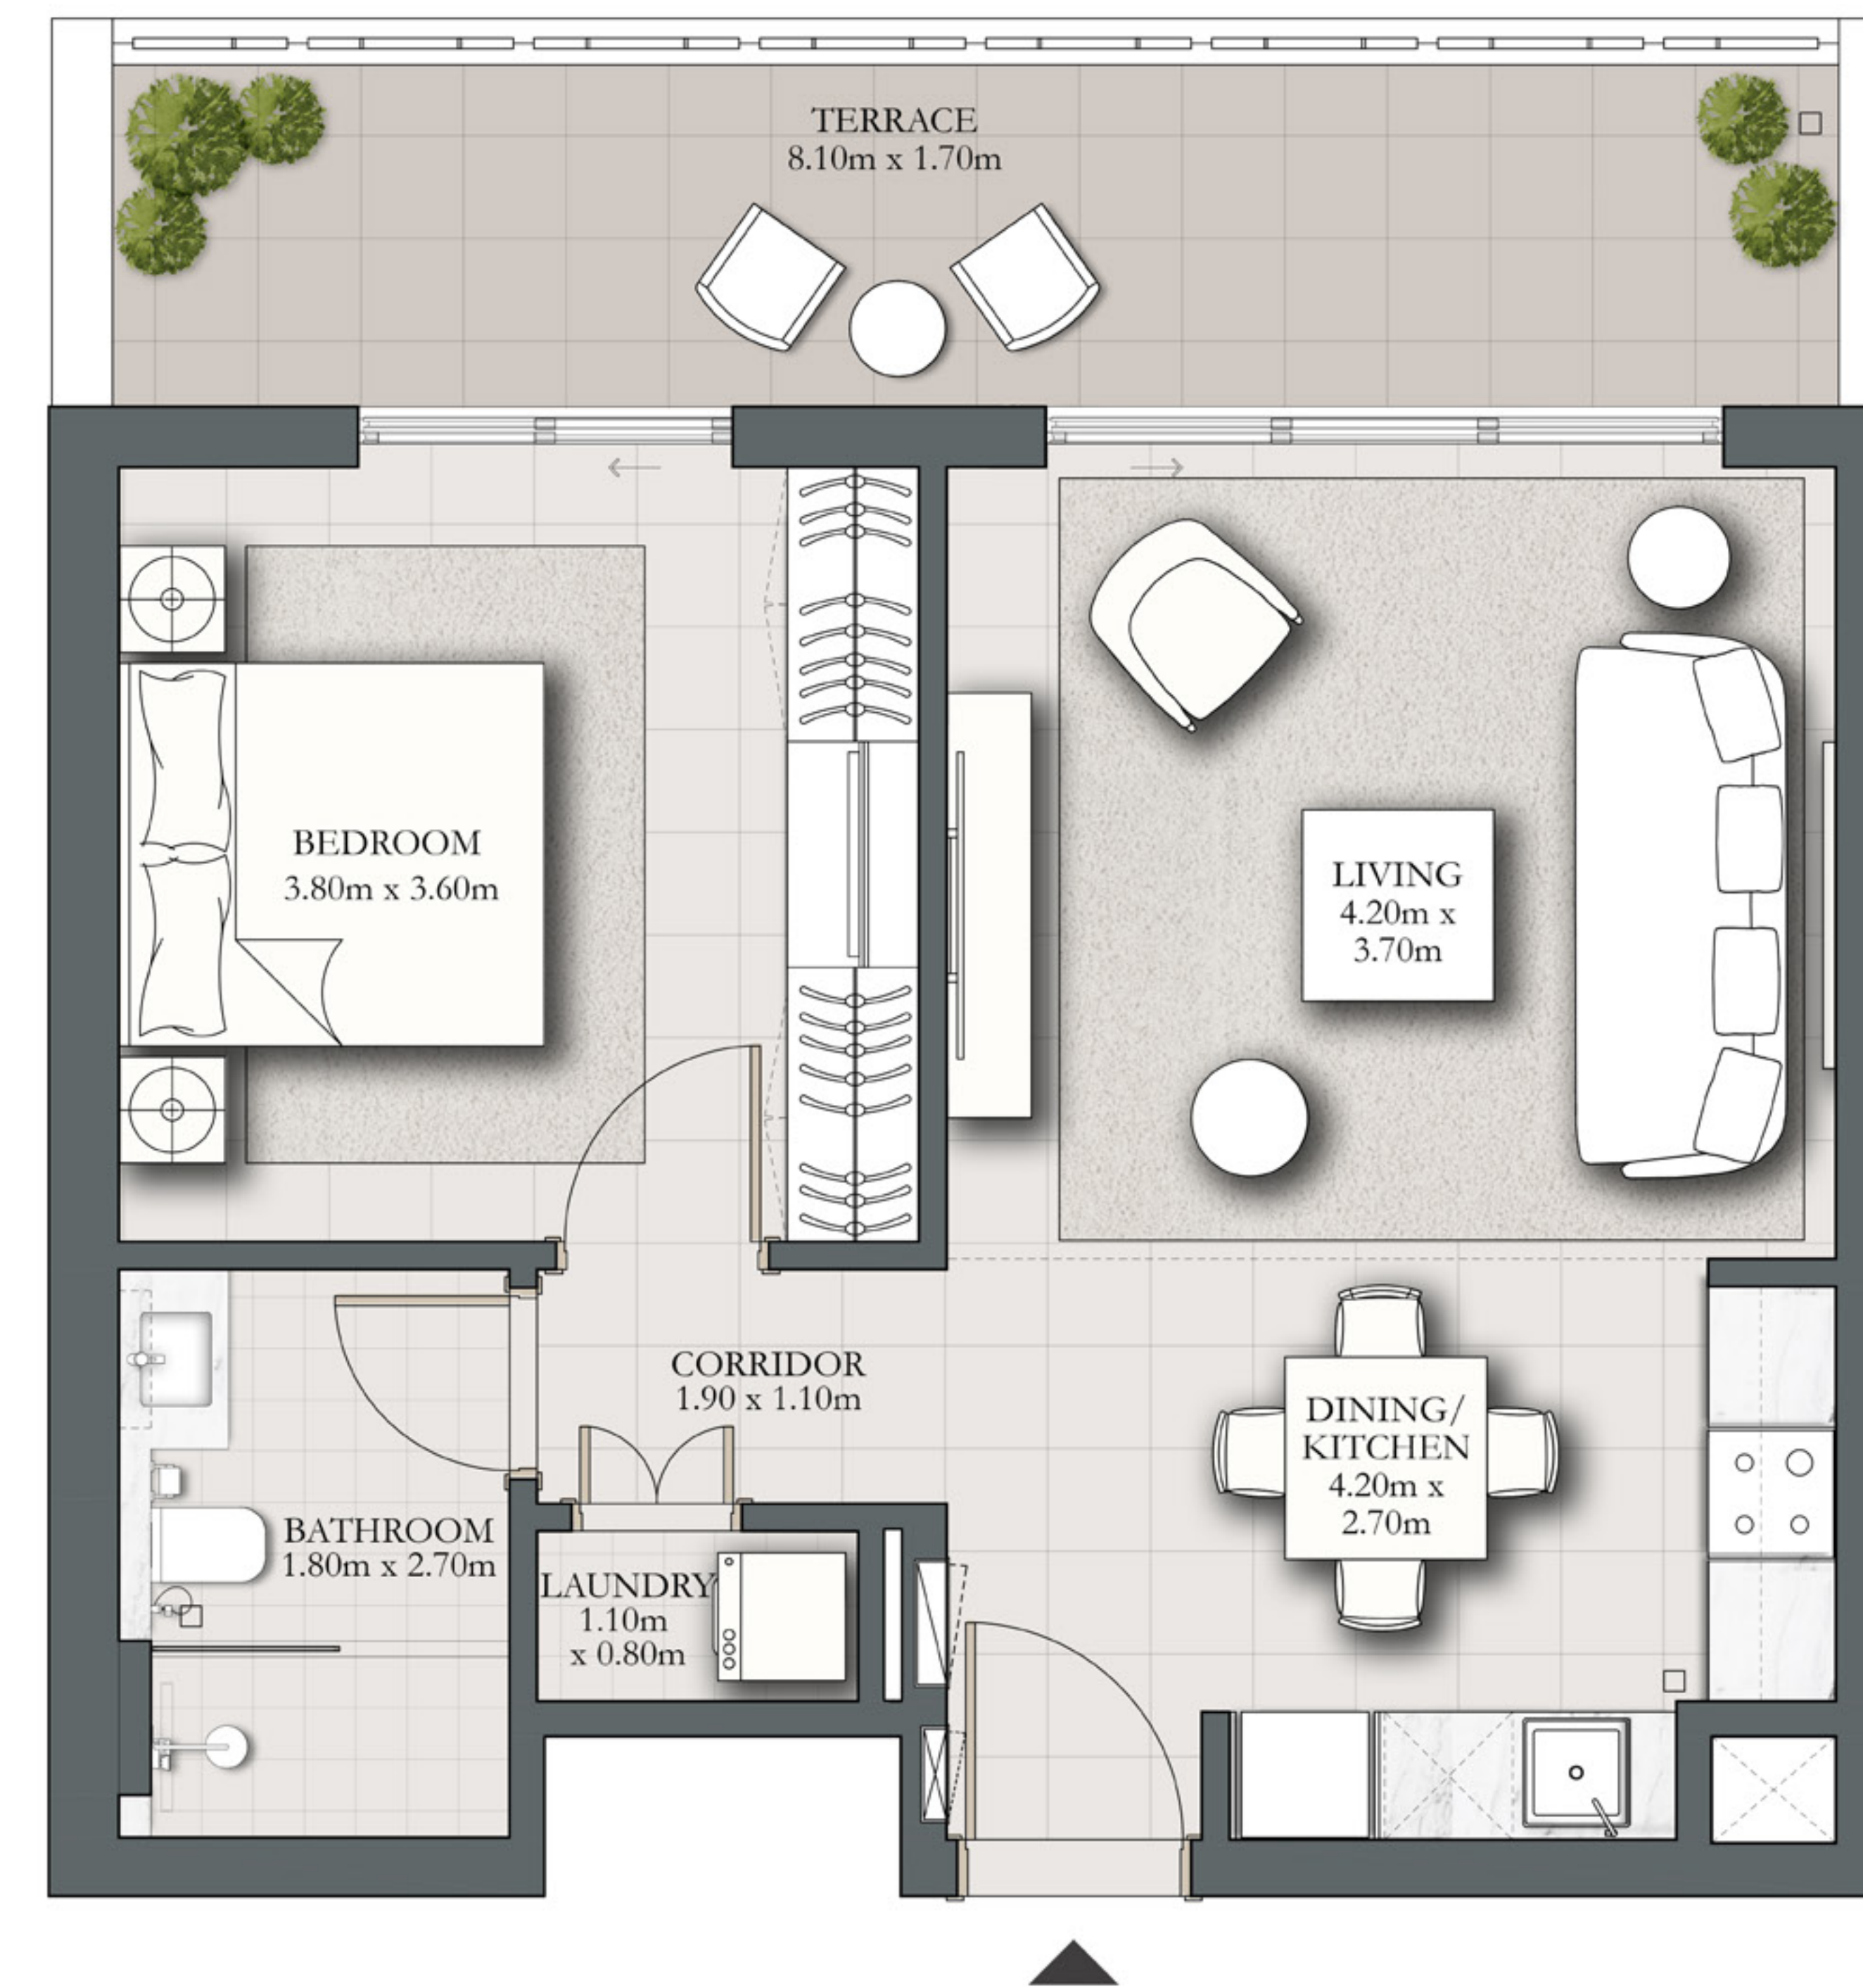 TERRACE
8.10m x 1.70m
BEDROOM
3.80m x 3.60m
LIVING
4.20m x
3.70m
CORRIDOR
1.90 x 1.10m
DINING/
KITCHEN
4.20m x
2.70m
BATHROOM
1.80m x 2.70m
LAUNDRY
1.10m
x 0.80m